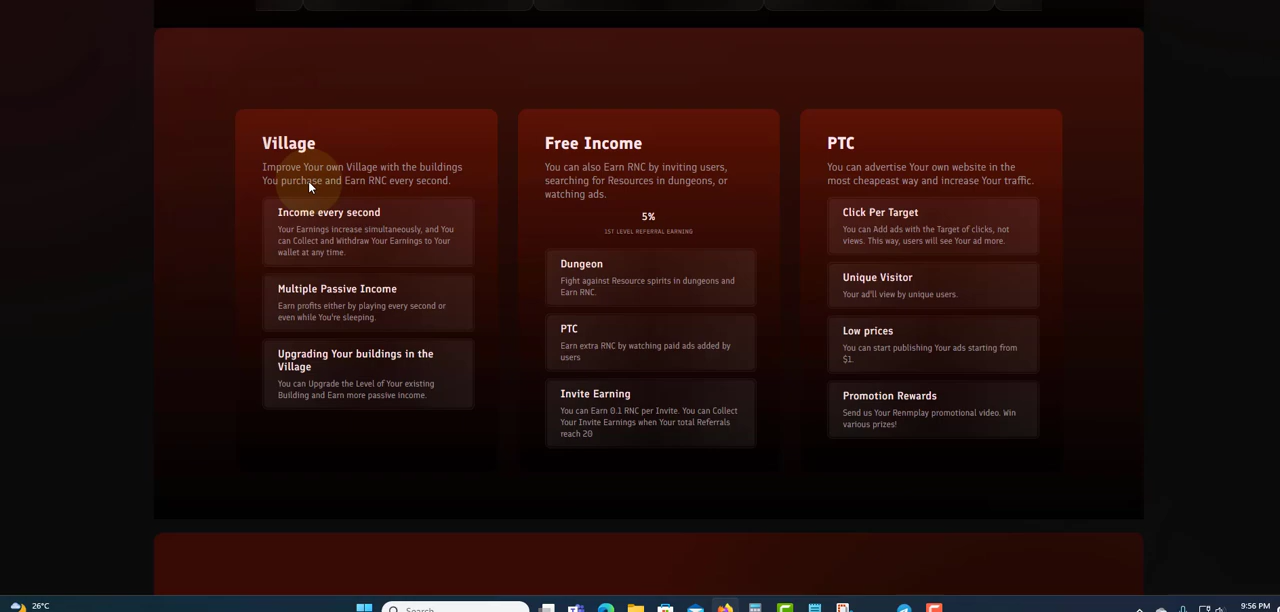 Village
Improve Your own Village with the buildings
You purchase and Earn RNC every second.
Income every second
Your Earnings increase simultaneously, and You
can Collect and Withdraw Your Earnings to Your
wallet at any time.
Multiple Passive Income
Earn profits either by playing every second or
even while You're sleeping.
Upgrading Your buildings in the
Village
You can Upgrade the Level of Your existing
Building and Earn more passive income.
Free Income
You can also Earn RNC by inviting users,
searching for Resources in dungeons, or
watching ads.
5%
1ST LEVEL REFERRAL EARNING
Dungeon
Fight against Resource spirits in dungeons and
Earn RNC.
PTC
Earn extra RNC by watching paid ads added by
users
Invite Earning
You can Earn 0.1 RNC per Invite. You can Collect
Your Invite Earnings when Your total Referrals
reach 20
PTC
You can advertise Your own website in the
most cheapeast way and increase Your traffic.
Click Per Target
You can Add ads with the Target of clicks, not
views. This way, users will see Your ad more.
Unique Visitor
Your ad'll view by unique users.
Low prices
You can start publishing Your ads starting from
$1.
Promotion Rewards
Send us Your Renmplay promotional video. Win
various prizes!
26°C
Search
9:56 PM